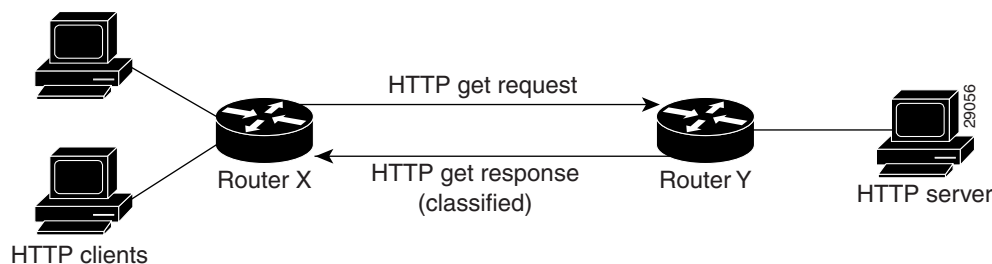 HTTP get request
29056
Router X
HTTP get response
(classified)
Router Y
HTTP server
HTTP clients